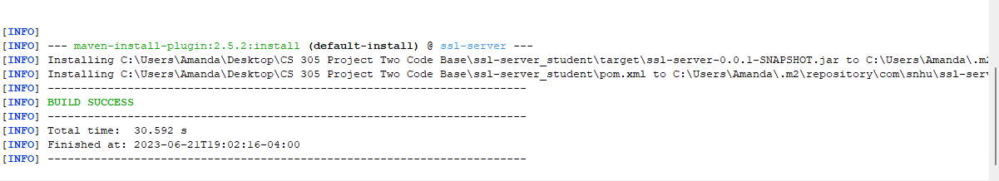 [INFO]
[INFO] --- maven-install-plugin:2.5.2:install (default-install) @ ssl-server ---
[INFO] Installing C:\Users\Amanda\Desktop\CS 305 Project Two Code Base\ssl-server_student\target\ssl-server-0.0.1-SNAPSHOT.jar to C:\Users\Amanda\.m2
[INFO] Installing C:\Users\Amanda\Desktop\CS 305 Project Two Code Base\ssl-server_student\pom.xml to C:\Users\Amanda\.m2\repository\com\snhu\ssl-serv
[INFO] ------------------------------------------------------------------------
[INFO] BUILD SUCCESS
[INFO] ------------------------------------------------------------------------
[INFO] Total time:  30.592 s
[INFO] Finished at: 2023-06-21T19:02:16-04:00
[INFO] ------------------------------------------------------------------------